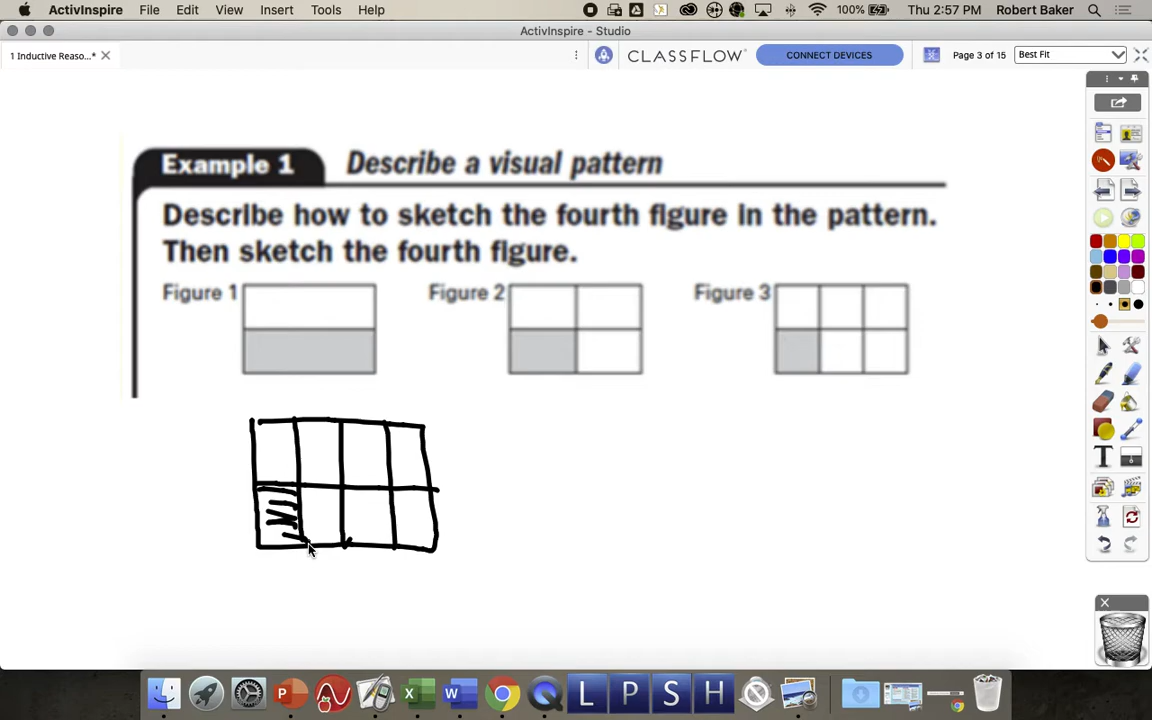 ActivInspire File Edit View Insert Tools Help 100% Thu 2:57 PM Robert Baker
ActivInspire - Studio
1 Inductive Reaso...* CLASSFLOW CONNECT DEVICES Page 3 of 15 Best Fit
Example 1 Describe a visual pattern
Describe how to sketch the fourth figure in the pattern.
Then sketch the fourth figure.
Figure 1 Figure 2 Figure 3
T
X
P X W L P S H